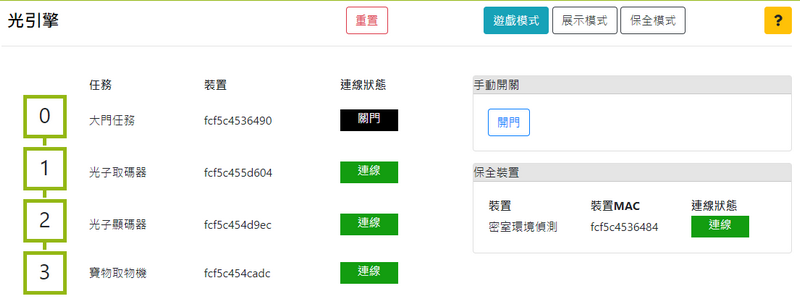 光引擎 重置 遊戲模式 展示模式 保全模式 ?
任務 裝置 連線狀態
0 大門任務 fcf5c4536490 關門
1 光子取碼器 fcf5c455d604 連線
2 光子顯碼器 fcf5c454d9ec 連線
3 寶物取物機 fcf5c454cadc 連線
手動開關
開門
保全裝置
裝置 裝置MAC 連線狀態
密室環境偵測 fcf5c4536484 連線